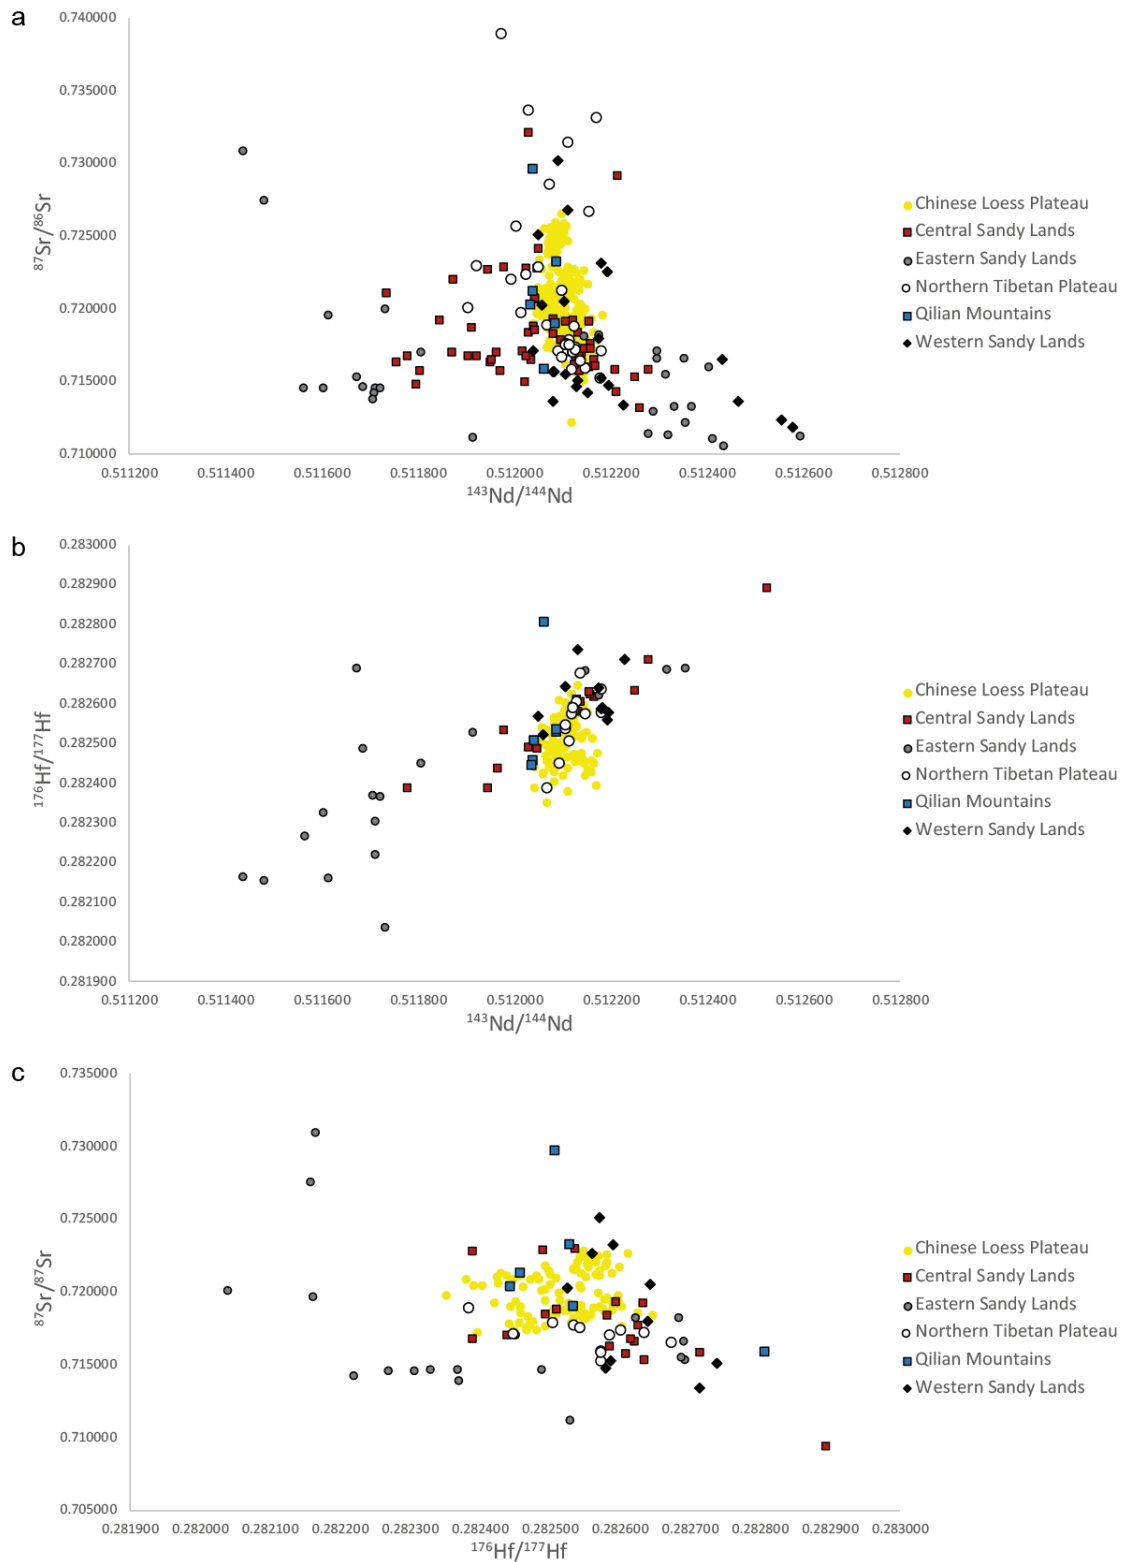 a
0.740000
0.735000
0.730000
0.725000
0.720000
0.715000
0.710000
87Sr/86Sr
0.511200 0.511400 0.511600 0.511800 0.512000 0.512200 0.512400 0.512600 0.512800
143Nd/144Nd
Chinese Loess Plateau
Central Sandy Lands
Eastern Sandy Lands
Northern Tibetan Plateau
Qilian Mountains
Western Sandy Lands
b
0.283000
0.282900
0.282800
0.282700
0.282600
0.282500
0.282400
0.282300
0.282200
0.282100
0.282000
0.281900
176Hf/177Hf
0.511200 0.511400 0.511600 0.511800 0.512000 0.512200 0.512400 0.512600 0.512800
143Nd/144Nd
Chinese Loess Plateau
Central Sandy Lands
Eastern Sandy Lands
Northern Tibetan Plateau
Qilian Mountains
Western Sandy Lands
c
0.735000
0.730000
0.725000
0.720000
0.715000
0.710000
0.705000
87Sr/87Sr
0.281900 0.282000 0.282100 0.282200 0.282300 0.282400 0.282500 0.282600 0.282700 0.282800 0.282900 0.283000
176Hf/177Hf
Chinese Loess Plateau
Central Sandy Lands
Eastern Sandy Lands
Northern Tibetan Plateau
Qilian Mountains
Western Sandy Lands